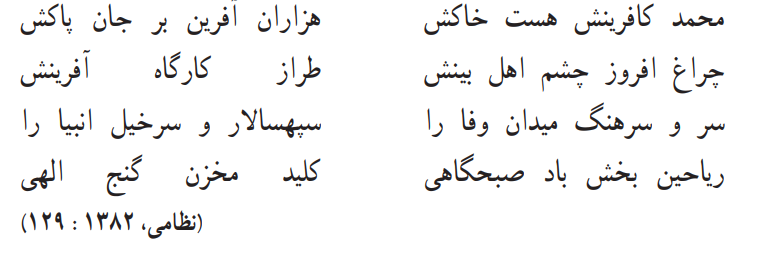 محمد کافرینش هست خاکش هزاران آفرین بر جان پاکش
چراغ افروز چشم اهل بینش طراز کارگاه آفرینش
سر و سرهنگ میدان وفا را سپهسالار و سرخیل انبیا را
ریاحین بخش باد صبحگاهی کلید مخزن گنج الهی
(نظامی، ۱۳۸۲ : ۱۲۹)